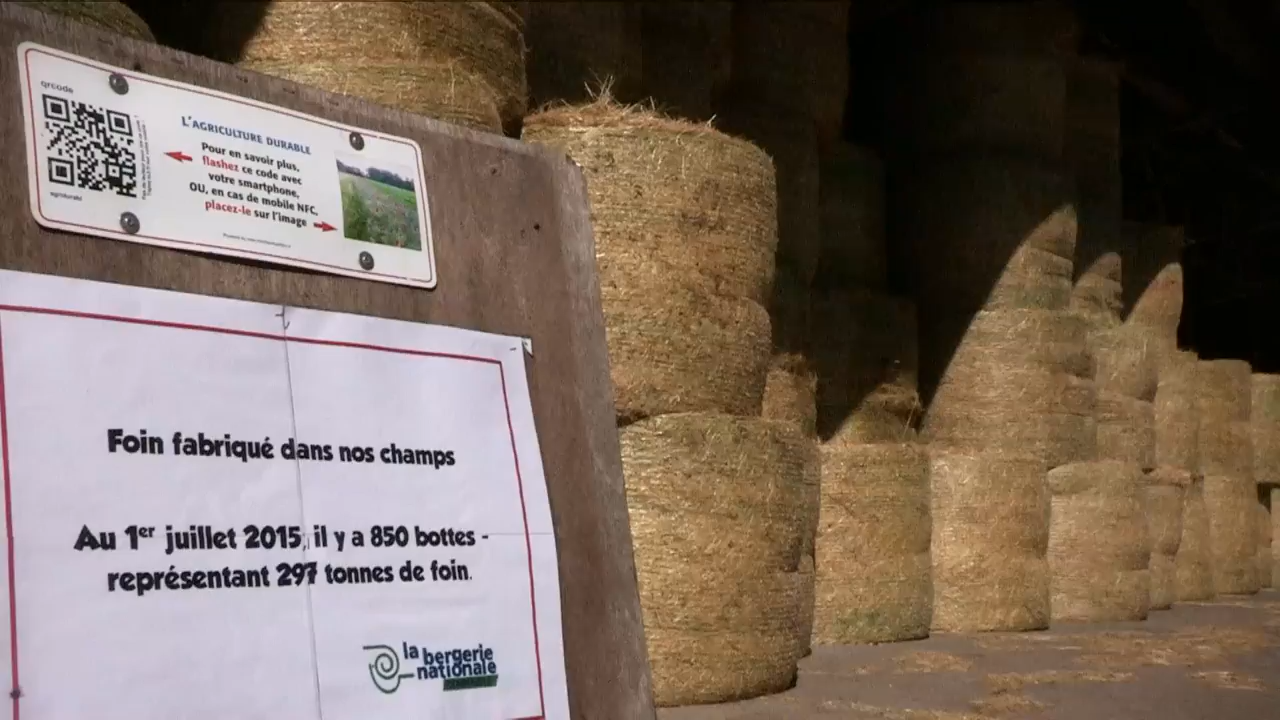 qrcode
L'AGRICULTURE DURABLE
Pour en savoir plus,
flashez ce code avec
votre smartphone,
OU, en cas de mobile NFC,
placez-le sur l'image
agridurabl
Foin fabriqué dans nos champs
Au 1er juillet 2015, il y a 850 bottes -
représentant 297 tonnes de foin.
la
bergerie
nationale